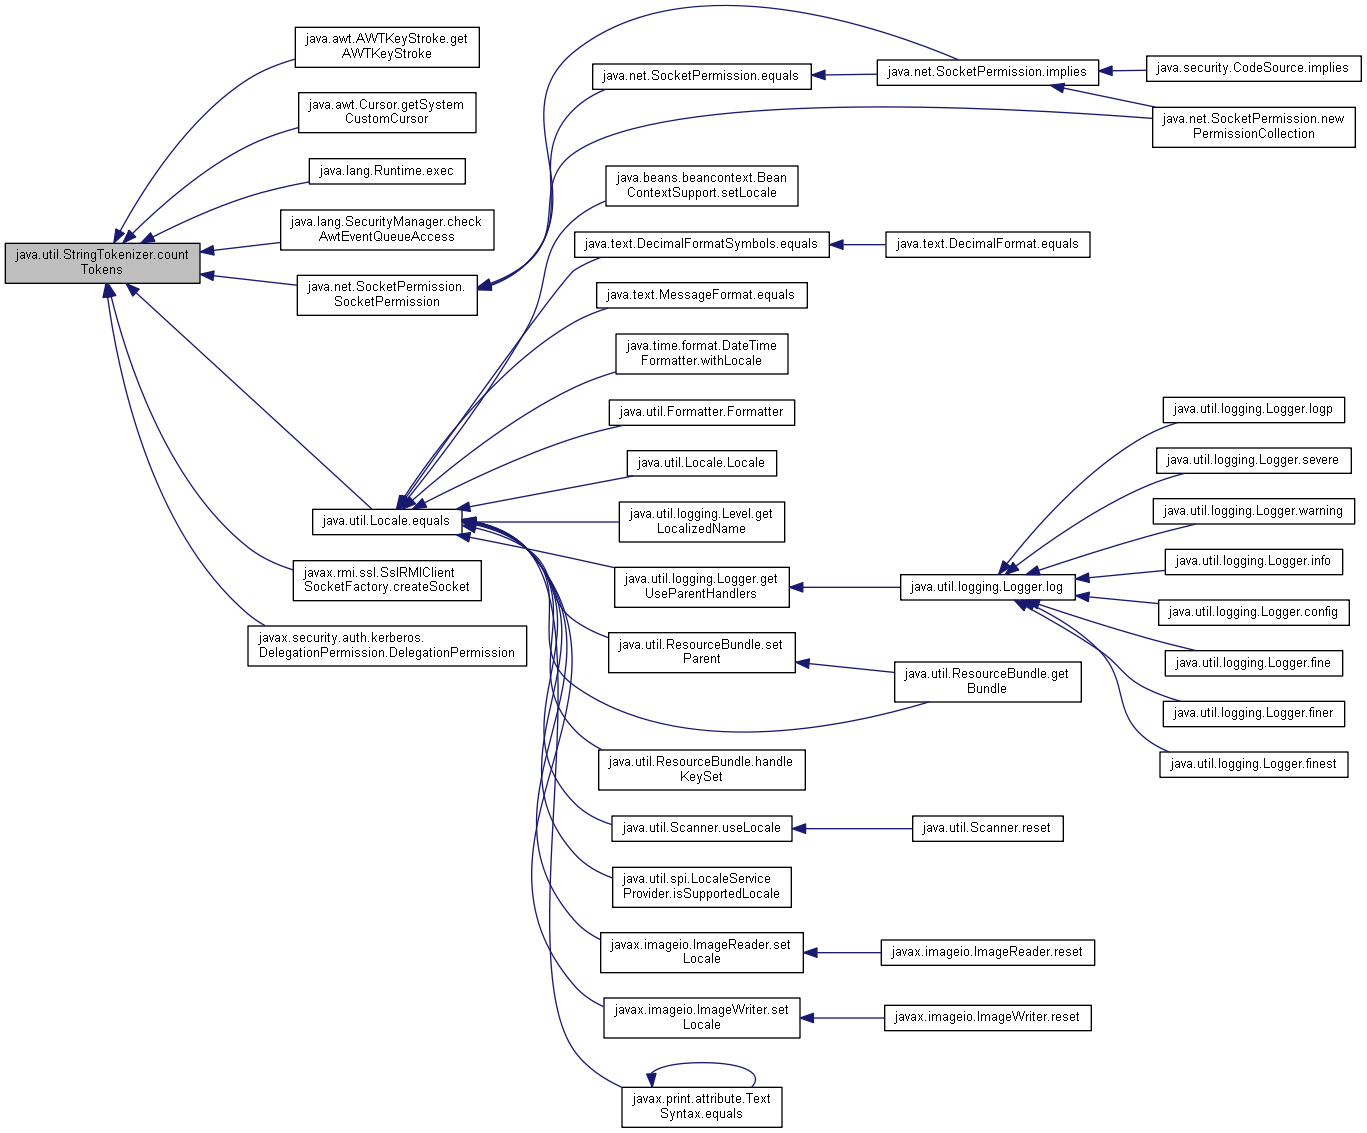 java.util.StringTokenizer.count
Tokens
java.awt.AWTKeyStroke.get
AWTKeyStroke
java.awt.Cursor.getSystem
CustomCursor
java.lang.Runtime.exec
java.lang.SecurityManager.check
AwtEventQueueAccess
java.net.SocketPermission.
SocketPermission
java.util.Locale.equals
javax.rmi.ssl.SslRMIClient
SocketFactory.createSocket
javax.security.auth.kerberos.
DelegationPermission.DelegationPermission
java.net.SocketPermission.equals
java.beans.beancontext.Bean
ContextSupport.setLocale
java.text.DecimalFormatSymbols.equals
java.text.MessageFormat.equals
java.time.format.DateTime
Formatter.withLocale
java.util.Formatter.Formatter
java.util.Locale.Locale
java.util.logging.Level.get
LocalizedName
java.util.logging.Logger.get
UseParentHandlers
java.util.ResourceBundle.set
Parent
java.util.ResourceBundle.handle
KeySet
java.util.Scanner.useLocale
java.util.spi.LocaleService
Provider.isSupportedLocale
javax.imageio.ImageReader.set
Locale
javax.imageio.ImageWriter.set
Locale
javax.print.attribute.Text
Syntax.equals
java.net.SocketPermission.implies
java.text.DecimalFormat.equals
java.util.logging.Logger.log
java.util.ResourceBundle.get
Bundle
java.util.Scanner.reset
javax.imageio.ImageReader.reset
javax.imageio.ImageWriter.reset
java.security.CodeSource.implies
java.net.SocketPermission.new
PermissionCollection
java.util.logging.Logger.logp
java.util.logging.Logger.severe
java.util.logging.Logger.warning
java.util.logging.Logger.info
java.util.logging.Logger.config
java.util.logging.Logger.fine
java.util.logging.Logger.finer
java.util.logging.Logger.finest